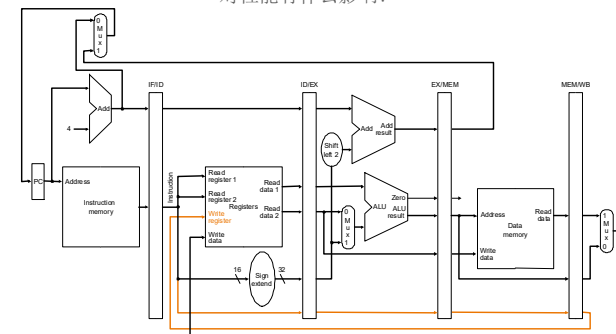 对性能有什么影响?
0
M
u
x
1
IF/ID
ID/EX
EX/MEM
MEM/WB
Add
4
Add
Add
result
Shift
left 2
PC
Address
Instruction
memory
Instruction
Read
register 1
Read
register 2
Write
register
Write
data
Registers
Read
data 1
Read
data 2
0
M
u
x
1
Zero
ALU
ALU
result
Address
Write
data
Data
memory
Read
data
1
M
u
x
0
16
Sign
extend
32